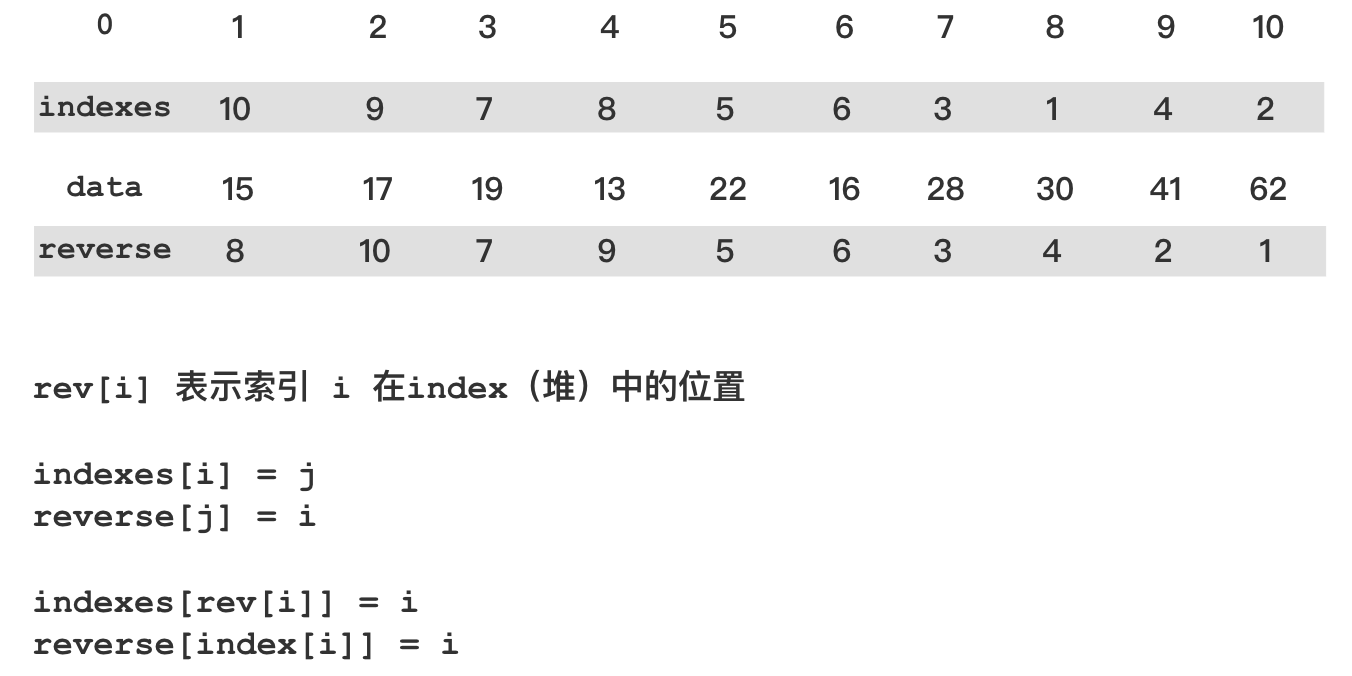 0 1 2 3 4 5 6 7 8 9 10
indexes 10 9 7 8 5 6 3 1 4 2
data 15 17 19 13 22 16 28 30 41 62
reverse 8 10 7 9 5 6 3 4 2 1
rev[i] 表示索引 i 在index（堆）中的位置
indexes[i] = j
reverse[j] = i
indexes[rev[i]] = i
reverse[index[i]] = i